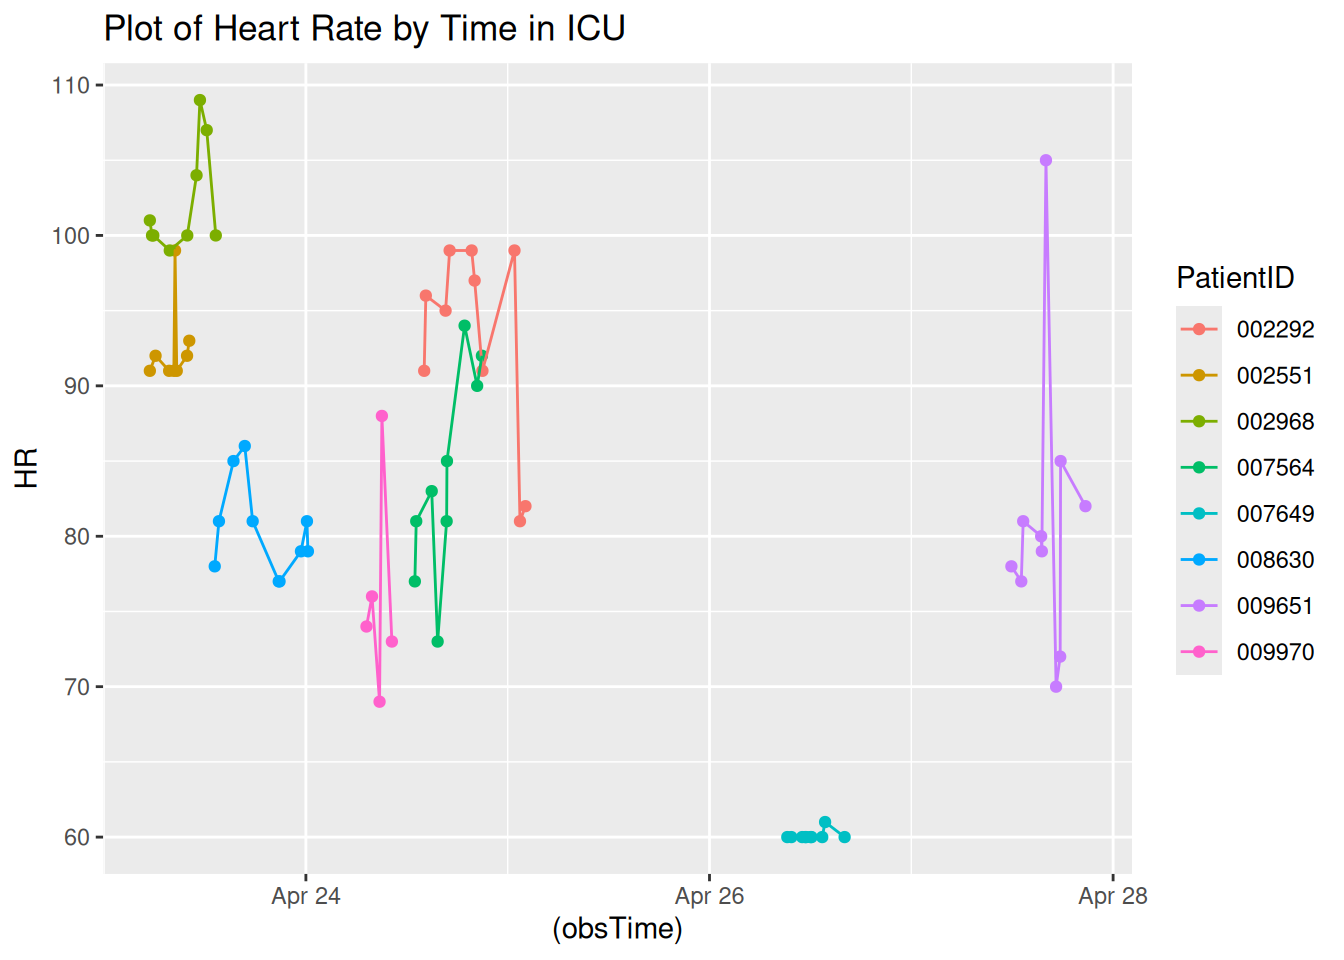 Plot of Heart Rate by Time in ICU
110
100
90
80
70
60
HR
Apr 24
Apr 26
Apr 28
(obsTime)
PatientID
002292
002551
002968
007564
007649
008630
009651
009970